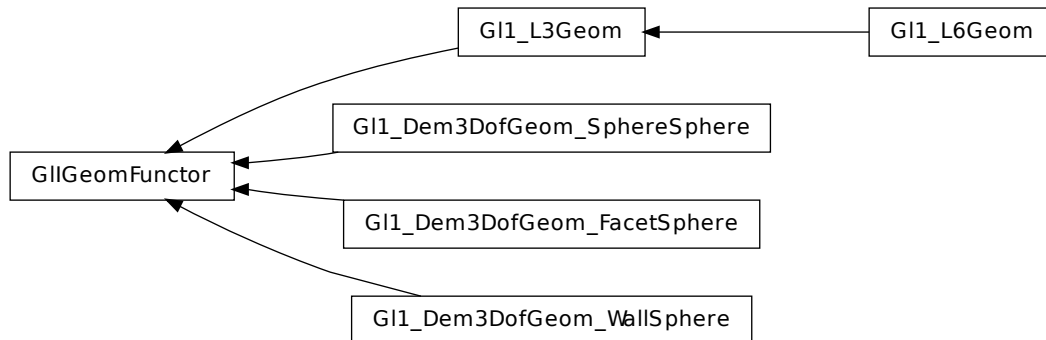 Gl1_L3Geom
Gl1_L6Geom
Gl1_Dem3DofGeom_SphereSphere
GlIGeomFunctor
Gl1_Dem3DofGeom_FacetSphere
Gl1_Dem3DofGeom_WallSphere